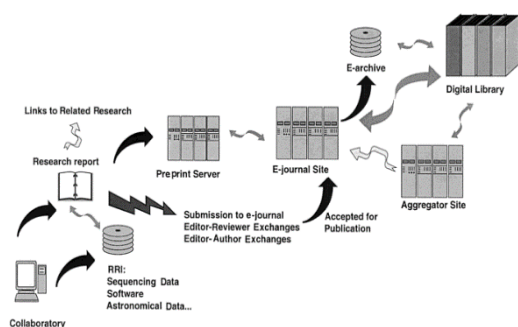 E-archive
Digital Library
Links to Related Research
Research report
Preprint Server
E-journal Site
Aggregator Site
Submission to e-journal
Editor-Reviewer Exchanges
Editor-Author Exchanges
Accepted for
Publication
RRI:
Sequencing Data
Software
Astronomical Data...
Collaboratory